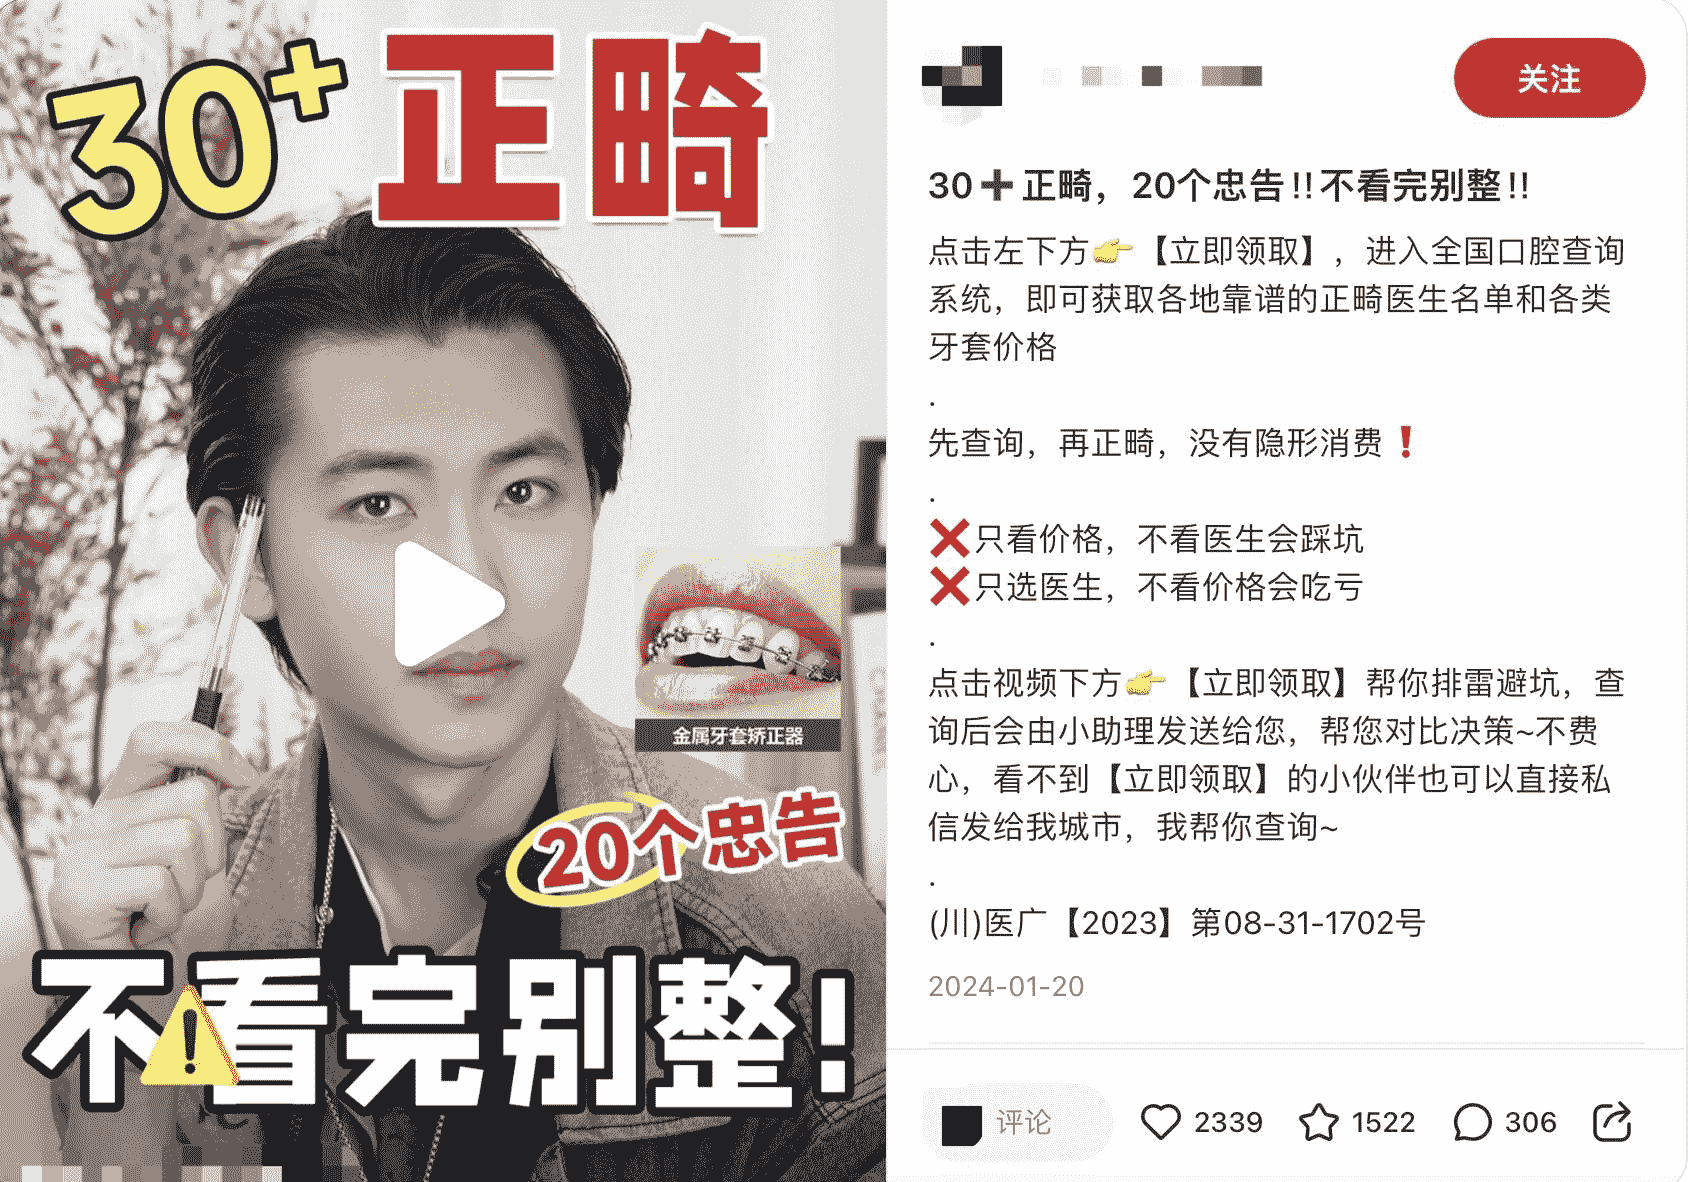 30+ 正畸
金属牙套矫正器
20个忠告
不看完别整!
关注
30➕正畸，20个忠告‼️不看完别整‼️
点击左下方👉【立即领取】，进入全国口腔查询
系统，即可获取各地靠谱的正畸医生名单和各类
牙套价格
.
先查询，再正畸，没有隐形消费❗
.
❌只看价格，不看医生会踩坑
❌只选医生，不看价格会吃亏
.
点击视频下方👉【立即领取】帮你排雷避坑，查
询后会由小助理发送给您，帮您对比决策~不费
心，看不到【立即领取】的小伙伴也可以直接私
信发给我城市，我帮你查询~
.
(川)医广【2023】第08-31-1702号
2024-01-20
评论
2339
1522
306